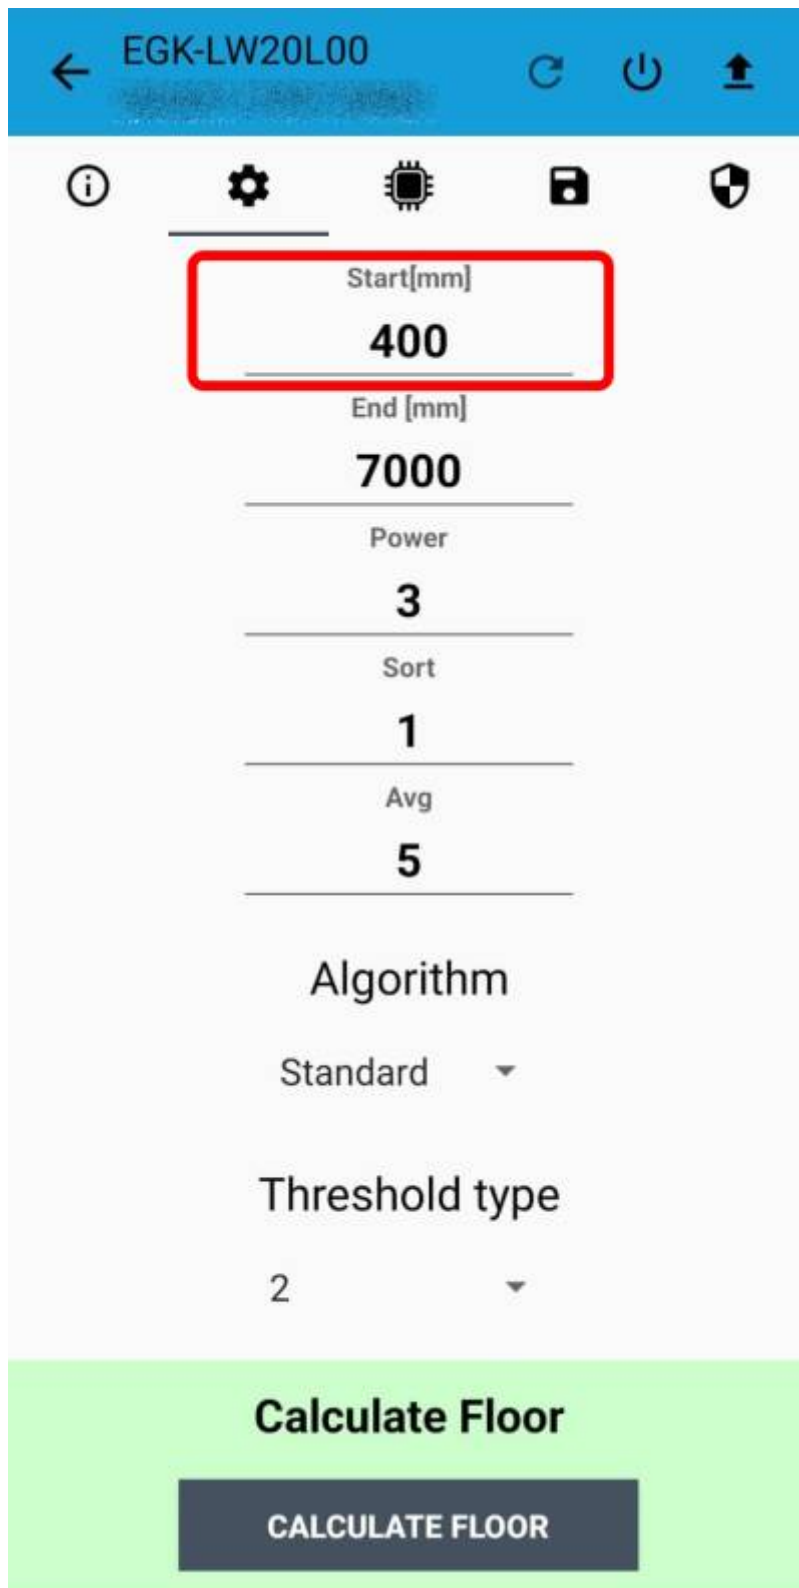 EGK-LW20L00
Start[mm]
400
End [mm]
7000
Power
3
Sort
1
Avg
5
Algorithm
Standard
Threshold type
2
Calculate Floor
CALCULATE FLOOR